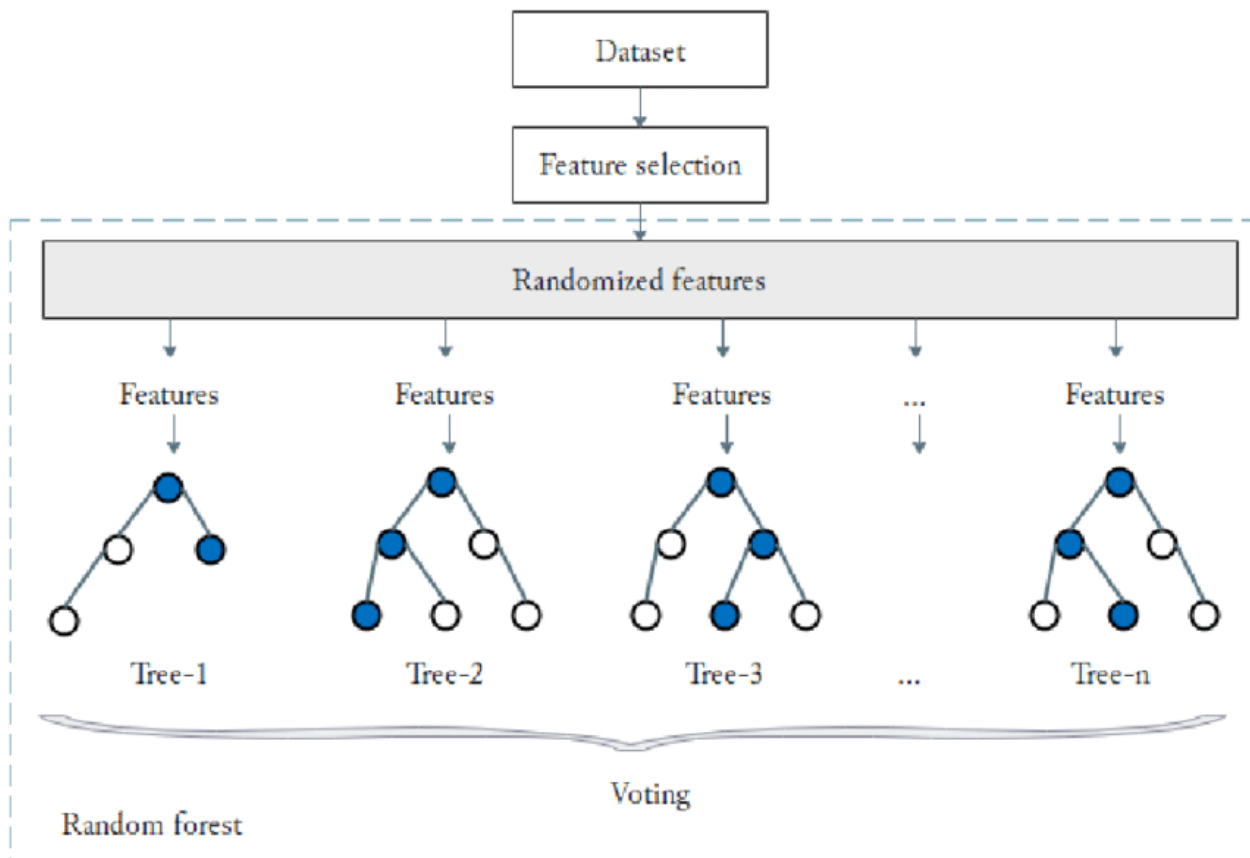 Dataset
Feature selection
Randomized features
Features Features Features ... Features
Tree-1 Tree-2 Tree-3 ... Tree-n
Voting
Random forest